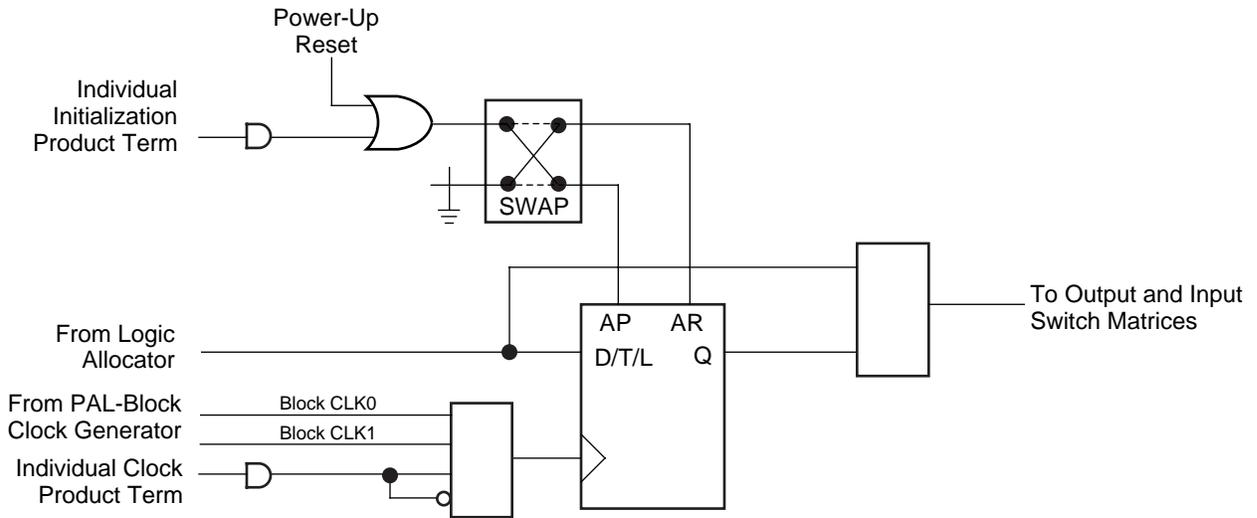 Power-Up
Reset
Individual
Initialization
Product Term
SWAP
AP AR
From Logic
Allocator
D/T/L Q
To Output and Input
Switch Matrices
From PAL-Block
Clock Generator
Block CLK0
Block CLK1
Individual Clock
Product Term